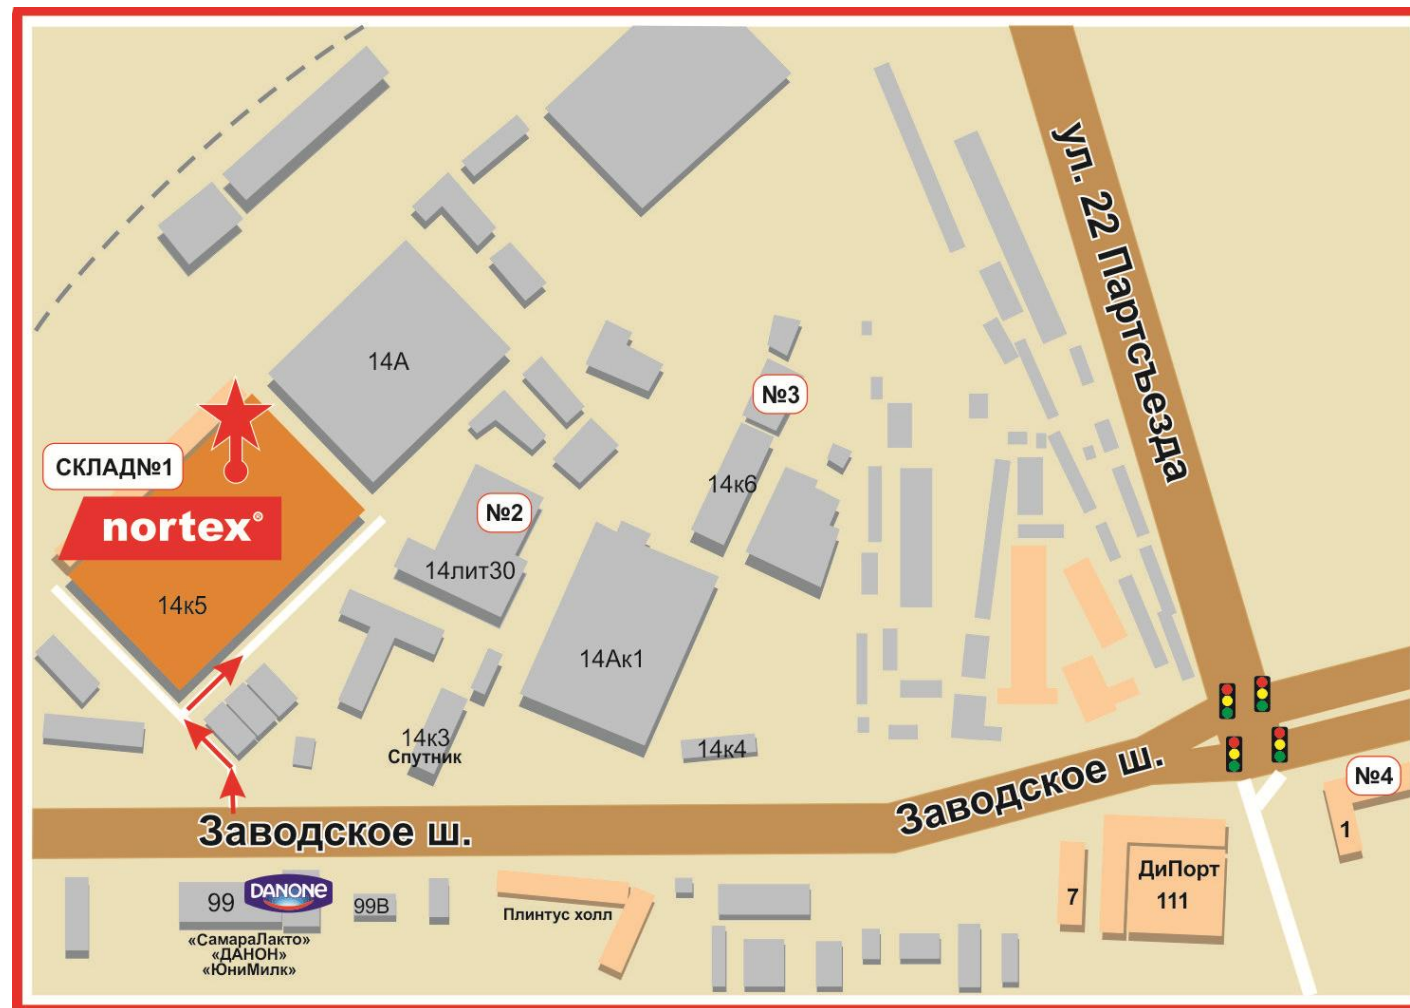 ул. 22 Партсъезда
14А
№3
СКЛАД№1
14к6
№2
nortex®
14лит30
14к5
14Ак1
14к3
Спутник
14к4
Заводское ш.
№4
Заводское ш.
1
ДиПорт
111
7
99
DANONE
99В
Плинтус холл
«СамараЛакто»
«ДАНОН»
«ЮниМилк»